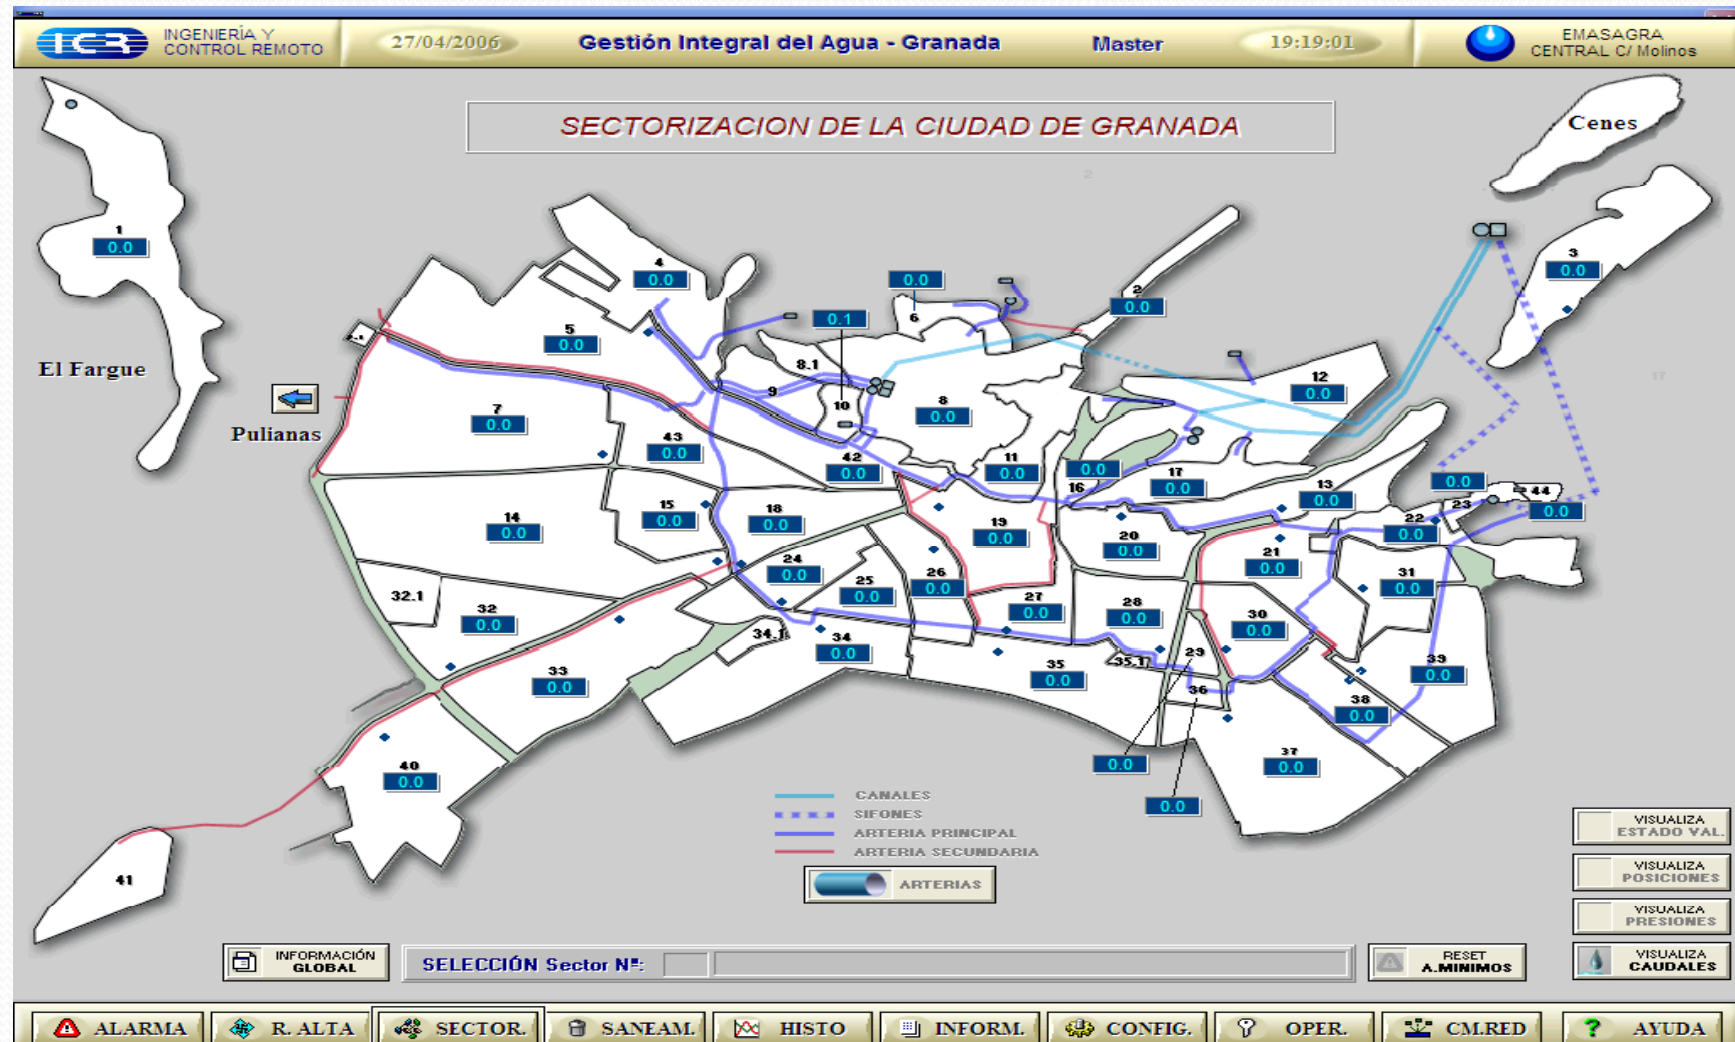 ICR
INGENIERÍA Y
CONTROL REMOTO
27/04/2006
Gestión Integral del Agua - Granada
Master
19:19:01
EMASAGRA
CENTRAL C/ Molinos
SECTORIZACION DE LA CIUDAD DE GRANADA
Cenes
2
1
0.0
3
0.0
4
0.0
0.0
6
2
0.0
5
0.0
0.1
8.1
El Fargue
9
10
8
0.0
12
0.0
17
Pulianas
7
0.0
43
0.0
42
0.0
11
0.0
0.0
16
17
0.0
13
0.0
0.0
44
23
0.0
14
0.0
15
0.0
18
0.0
19
0.0
20
0.0
22
0.0
21
0.0
24
0.0
25
0.0
26
0.0
27
0.0
28
0.0
31
0.0
32.1
32
0.0
30
0.0
34.1
34
0.0
33
0.0
35
0.0
35.1
29
36
39
0.0
38
0.0
40
0.0
0.0
37
0.0
0.0
41
CANALES
SIFONES
ARTERIA PRINCIPAL
ARTERIA SECUNDARIA
ARTERIAS
VISUALIZA
ESTADO VAL.
VISUALIZA
POSICIONES
VISUALIZA
PRESIONES
VISUALIZA
CAUDALES
INFORMACIÓN
GLOBAL
SELECCIÓN Sector Nº:
RESET
A.MINIMOS
ALARMA
R. ALTA
SECTOR.
SANEAM.
HISTO
INFORM.
CONFIG.
OPER.
CM.RED
AYUDA